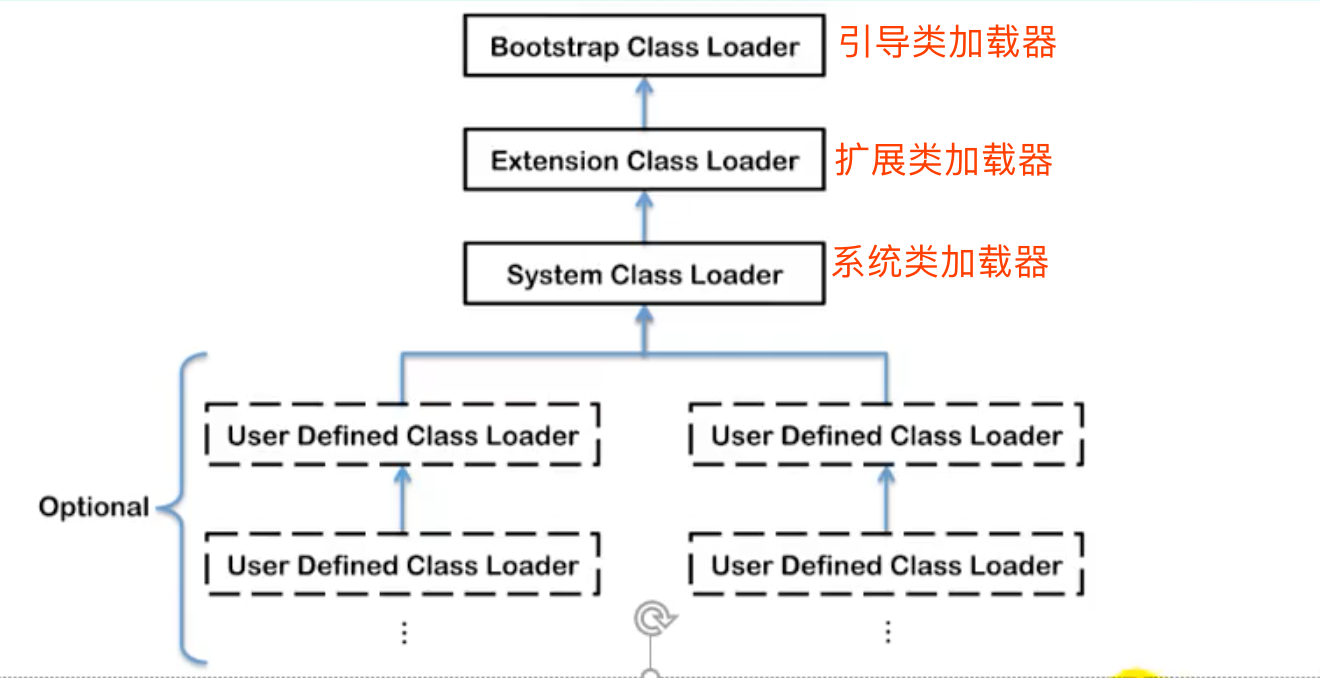 Bootstrap Class Loader 引导类加载器
Extension Class Loader 扩展类加载器
System Class Loader 系统类加载器
User Defined Class Loader User Defined Class Loader
Optional
User Defined Class Loader User Defined Class Loader